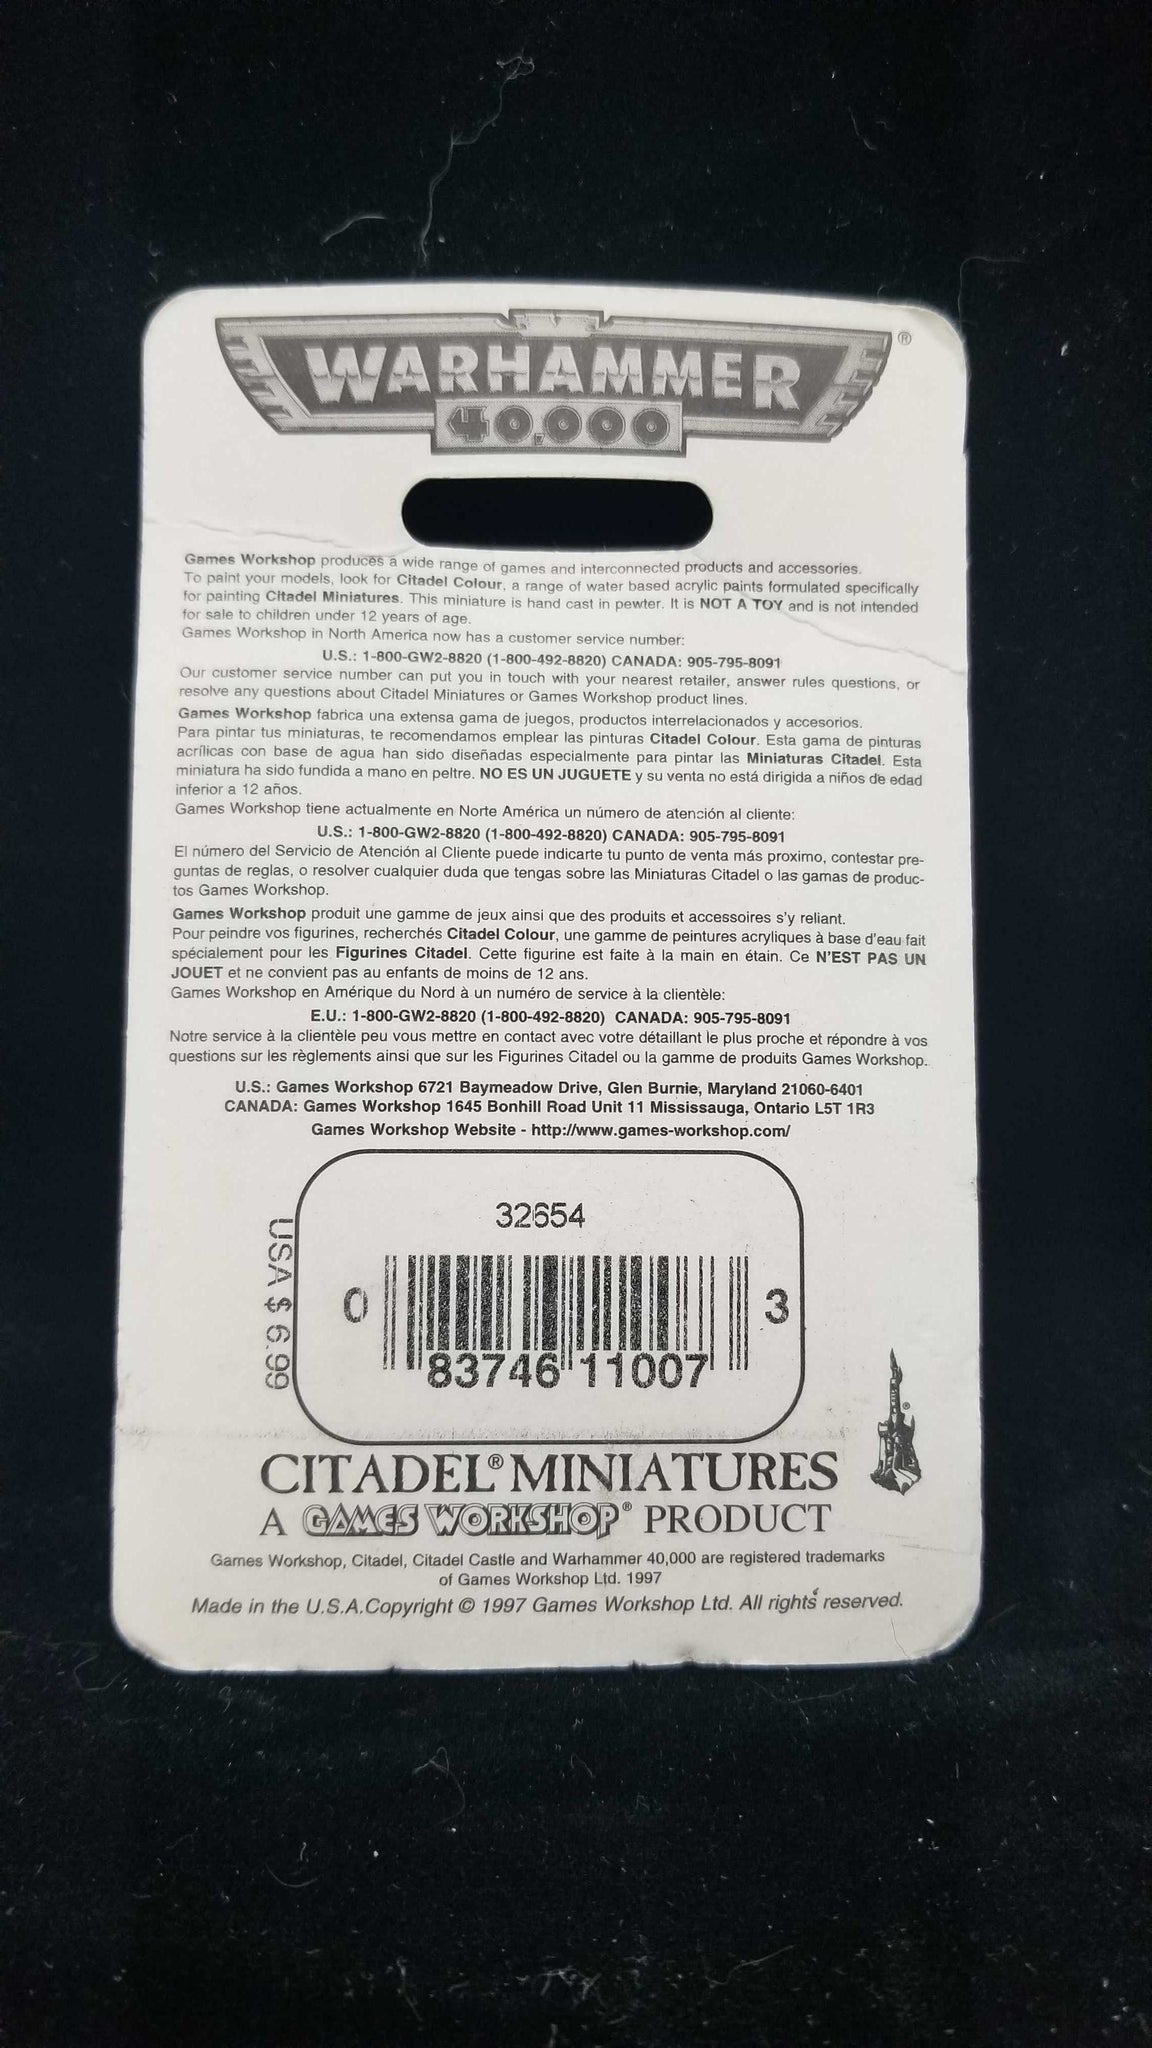 WARHAMMER ®
40,000
Games Workshop produces a wide range of games and interconnected products and accessories.
To paint your models, look for Citadel Colour, a range of water based acrylic paints formulated specifically
for painting Citadel Miniatures. This miniature is hand cast in pewter. It is NOT A TOY and is not intended
for sale to children under 12 years of age.
Games Workshop in North America now has a customer service number:
U.S.: 1-800-GW2-8820 (1-800-492-8820) CANADA: 905-795-8091
Our customer service number can put you in touch with your nearest retailer, answer rules questions, or
resolve any questions about Citadel Miniatures or Games Workshop product lines.
Games Workshop fabrica una extensa gama de juegos, productos interrelacionados y accesorios.
Para pintar tus miniaturas, te recomendamos emplear las pinturas Citadel Colour. Esta gama de pinturas
acrílicas con base de agua han sido diseñadas especialmente para pintar las Miniaturas Citadel. Esta
miniatura ha sido fundida a mano en peltre. NO ES UN JUGUETE y su venta no está dirigida a niños de edad
inferior a 12 años.
Games Workshop tiene actualmente en Norte América un número de atención al cliente:
U.S.: 1-800-GW2-8820 (1-800-492-8820) CANADA: 905-795-8091
El número del Servicio de Atención al Cliente puede indicarte tu punto de venta más proximo, contestar pre-
guntas de reglas, o resolver cualquier duda que tengas sobre las Miniaturas Citadel o las gamas de produc-
tos Games Workshop.
Games Workshop produit une gamme de jeux ainsi que des produits et accessoires s'y reliant.
Pour peindre vos figurines, recherchés Citadel Colour, une gamme de peintures acryliques à base d'eau fait
spécialement pour les Figurines Citadel. Cette figurine est faite à la main en étain. Ce N'EST PAS UN
JOUET et ne convient pas au enfants de moins de 12 ans.
Games Workshop en Amérique du Nord à un numéro de service à la clientèle:
E.U.: 1-800-GW2-8820 (1-800-492-8820) CANADA: 905-795-8091
Notre service à la clientèle peu vous mettre en contact avec votre détaillant le plus proche et répondre à vos
questions sur les règlements ainsi que sur les Figurines Citadel ou la gamme de produits Games Workshop.
U.S.: Games Workshop 6721 Baymeadow Drive, Glen Burnie, Maryland 21060-6401
CANADA: Games Workshop 1645 Bonhill Road Unit 11 Mississauga, Ontario L5T 1R3
Games Workshop Website - http://www.games-workshop.com/
32654
USA $ 6.99
0 83746 11007 3
CITADEL® MINIATURES
A GAMES WORKSHOP® PRODUCT
Games Workshop, Citadel, Citadel Castle and Warhammer 40,000 are registered trademarks
of Games Workshop Ltd. 1997
Made in the U.S.A.Copyright © 1997 Games Workshop Ltd. All rights reserved.